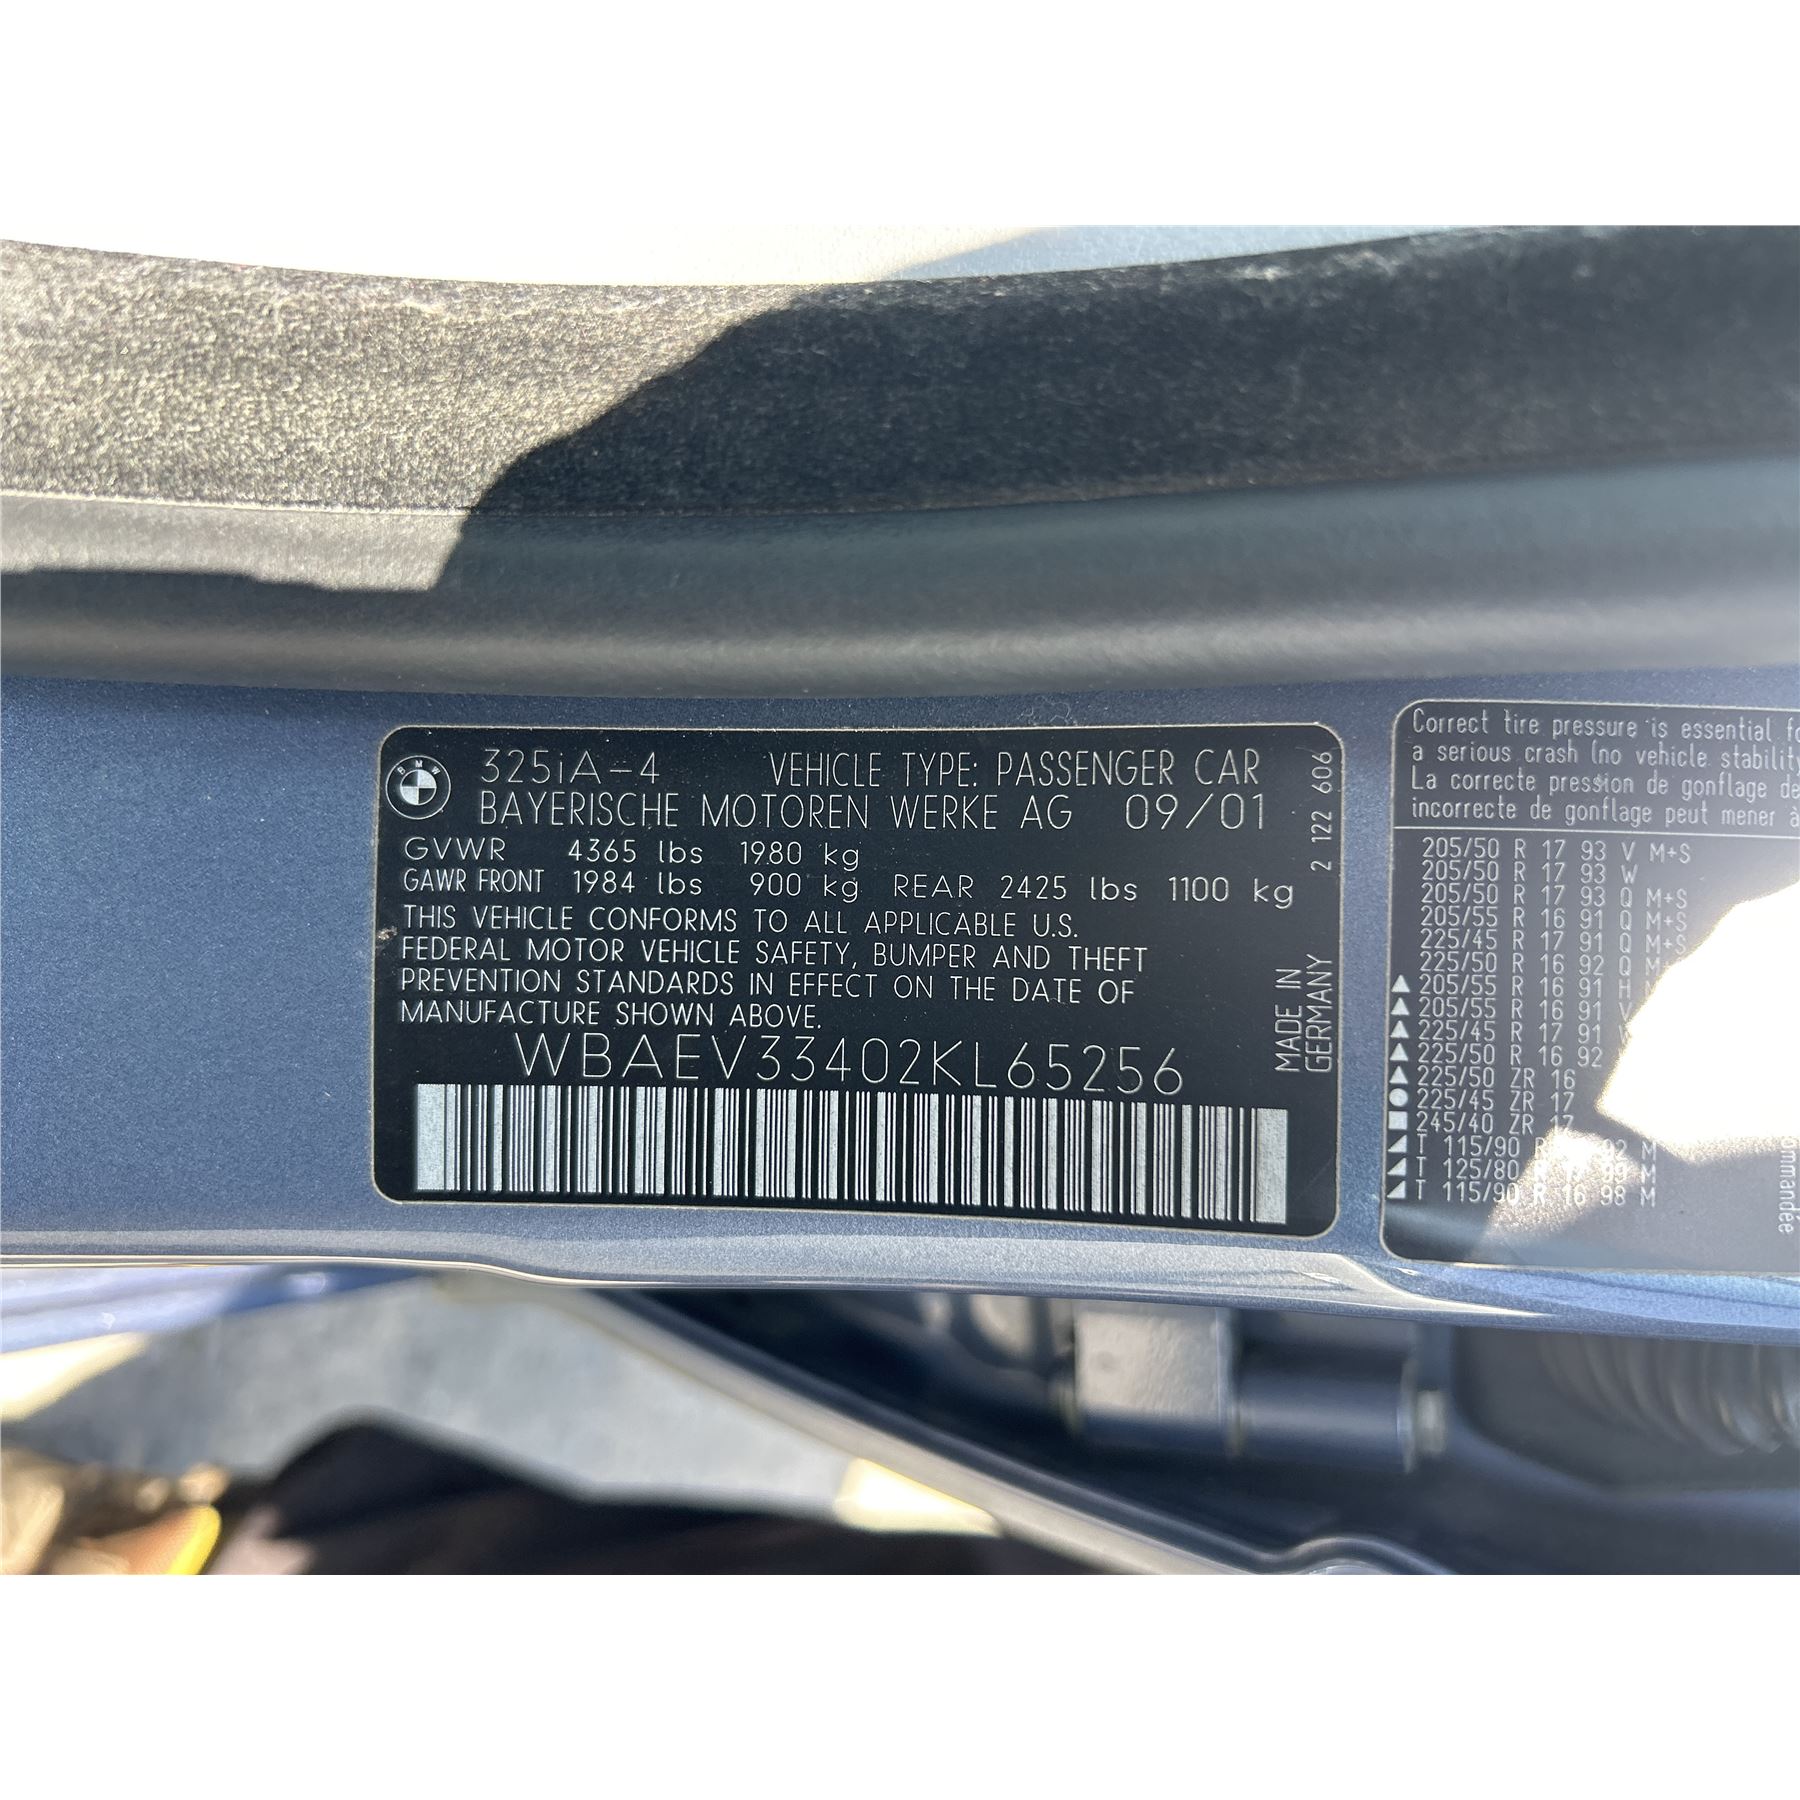 BMW
325iA-4 VEHICLE TYPE: PASSENGER CAR
BAYERISCHE MOTOREN WERKE AG 09/01
GVWR 4365 lbs 1980 kg
GAWR FRONT 1984 lbs 900 kg REAR 2425 lbs 1100 kg
THIS VEHICLE CONFORMS TO ALL APPLICABLE U.S.
FEDERAL MOTOR VEHICLE SAFETY, BUMPER AND THEFT
PREVENTION STANDARDS IN EFFECT ON THE DATE OF
MANUFACTURE SHOWN ABOVE.
WBAEV33402KL65256
2 122 606
MADE IN
GERMANY
Correct tire pressure is essential
a serious crash (no vehicle stability
La correcte pression de gonflage de
incorrecte de gonflage peut mener à
205/50 R 17 93 V M+S
205/50 R 17 93 W
205/50 R 17 93 Q M+S
205/55 R 16 91 Q M+S
225/45 R 17 91 Q M+S
225/50 R 16 92 Q
205/55 R 16 91 H
205/55 R 16 91 V
225/45 R 17 91
225/50 R 16 92
225/50 ZR 16
225/45 ZR 17
245/40 ZR 17
T 115/90 R 92 M
T 125/80 R 17 99 M
T 115/90 R 16 98 M